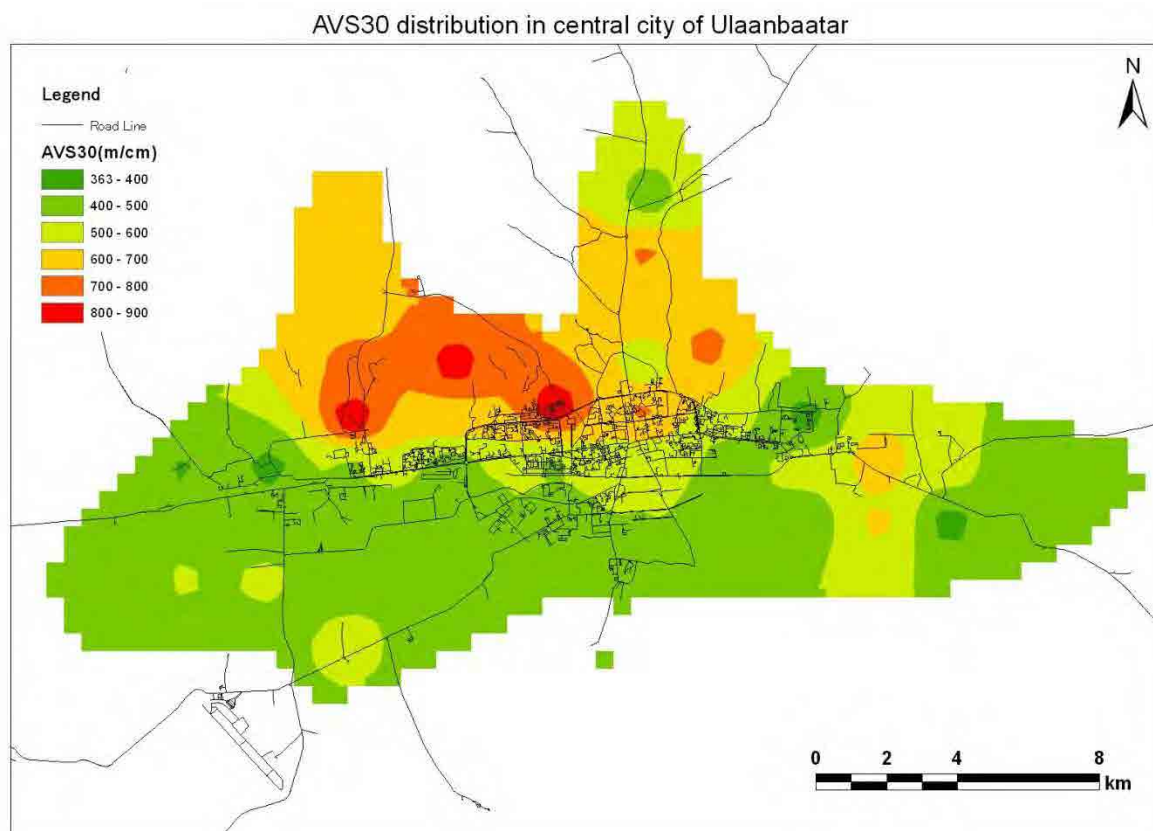 AVS30 distribution in central city of Ulaanbaatar
N
Legend
Road Line
AVS30(m/cm)
363 - 400
400 - 500
500 - 600
600 - 700
700 - 800
800 - 900
0 2 4 8
km